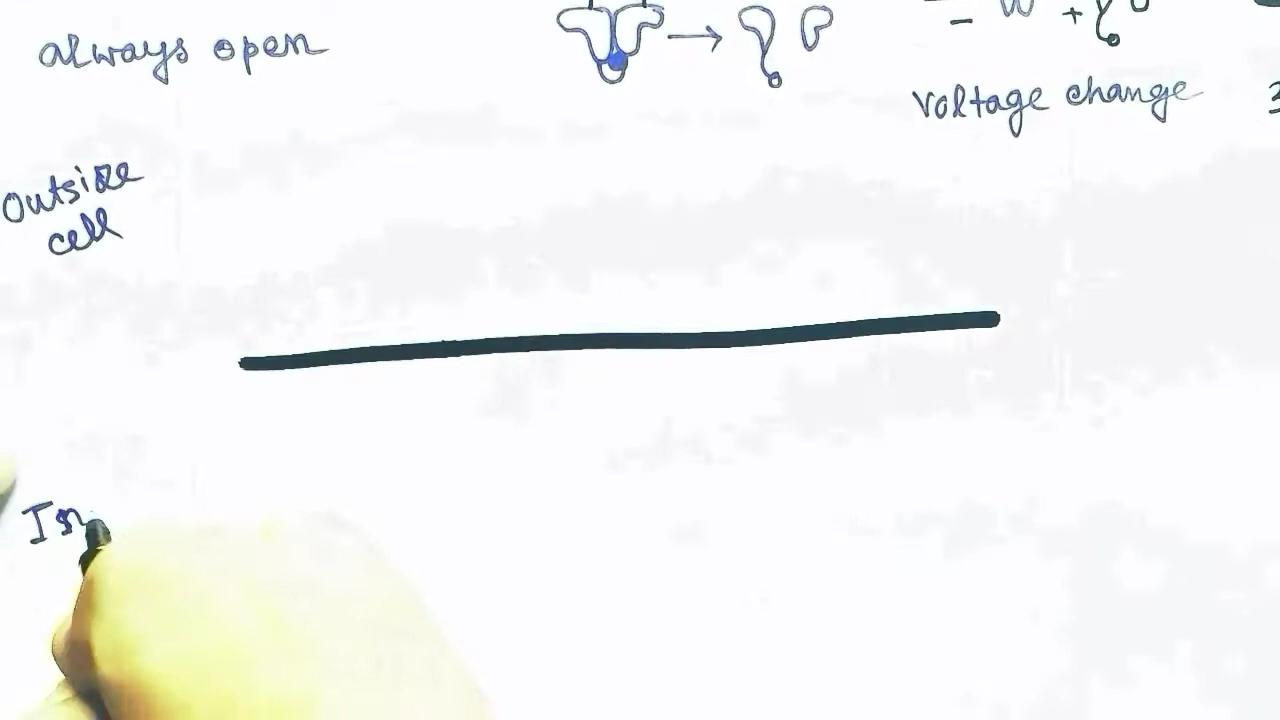 always open
- +
voltage change
Outside
cell
In